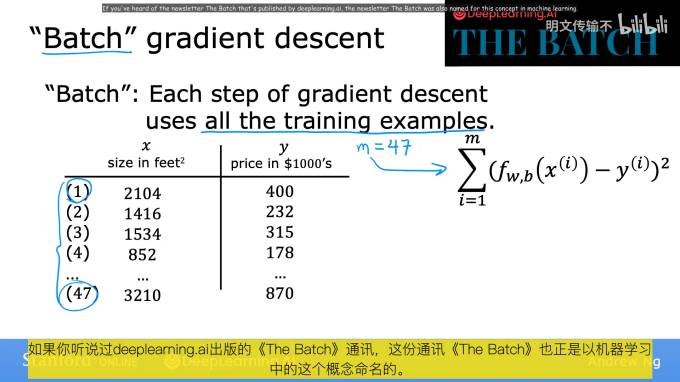 If you've heard of the newsletter The Batch that's published by deeplearning.ai, the newsletter The Batch was also named for this concept in machine learning.
DeepLearning.AI
明文传输不 bilibili
THE BATCH
“Batch” gradient descent
“Batch”: Each step of gradient descent
uses all the training examples.
x y m=47
size in feet² price in $1000’s
(1) 2104 400
(2) 1416 232
(3) 1534 315
(4) 852 178
... ... ...
(47) 3210 870
m
∑(f_{w,b}(x^{(i)}) − y^{(i)})²
i=1
如果你听说过deeplearning.ai出版的《The Batch》通讯，这份通讯《The Batch》也正是以机器学习
中的这个概念命名的。
Stanford ONLINE DeepLearning.AI Andrew Ng